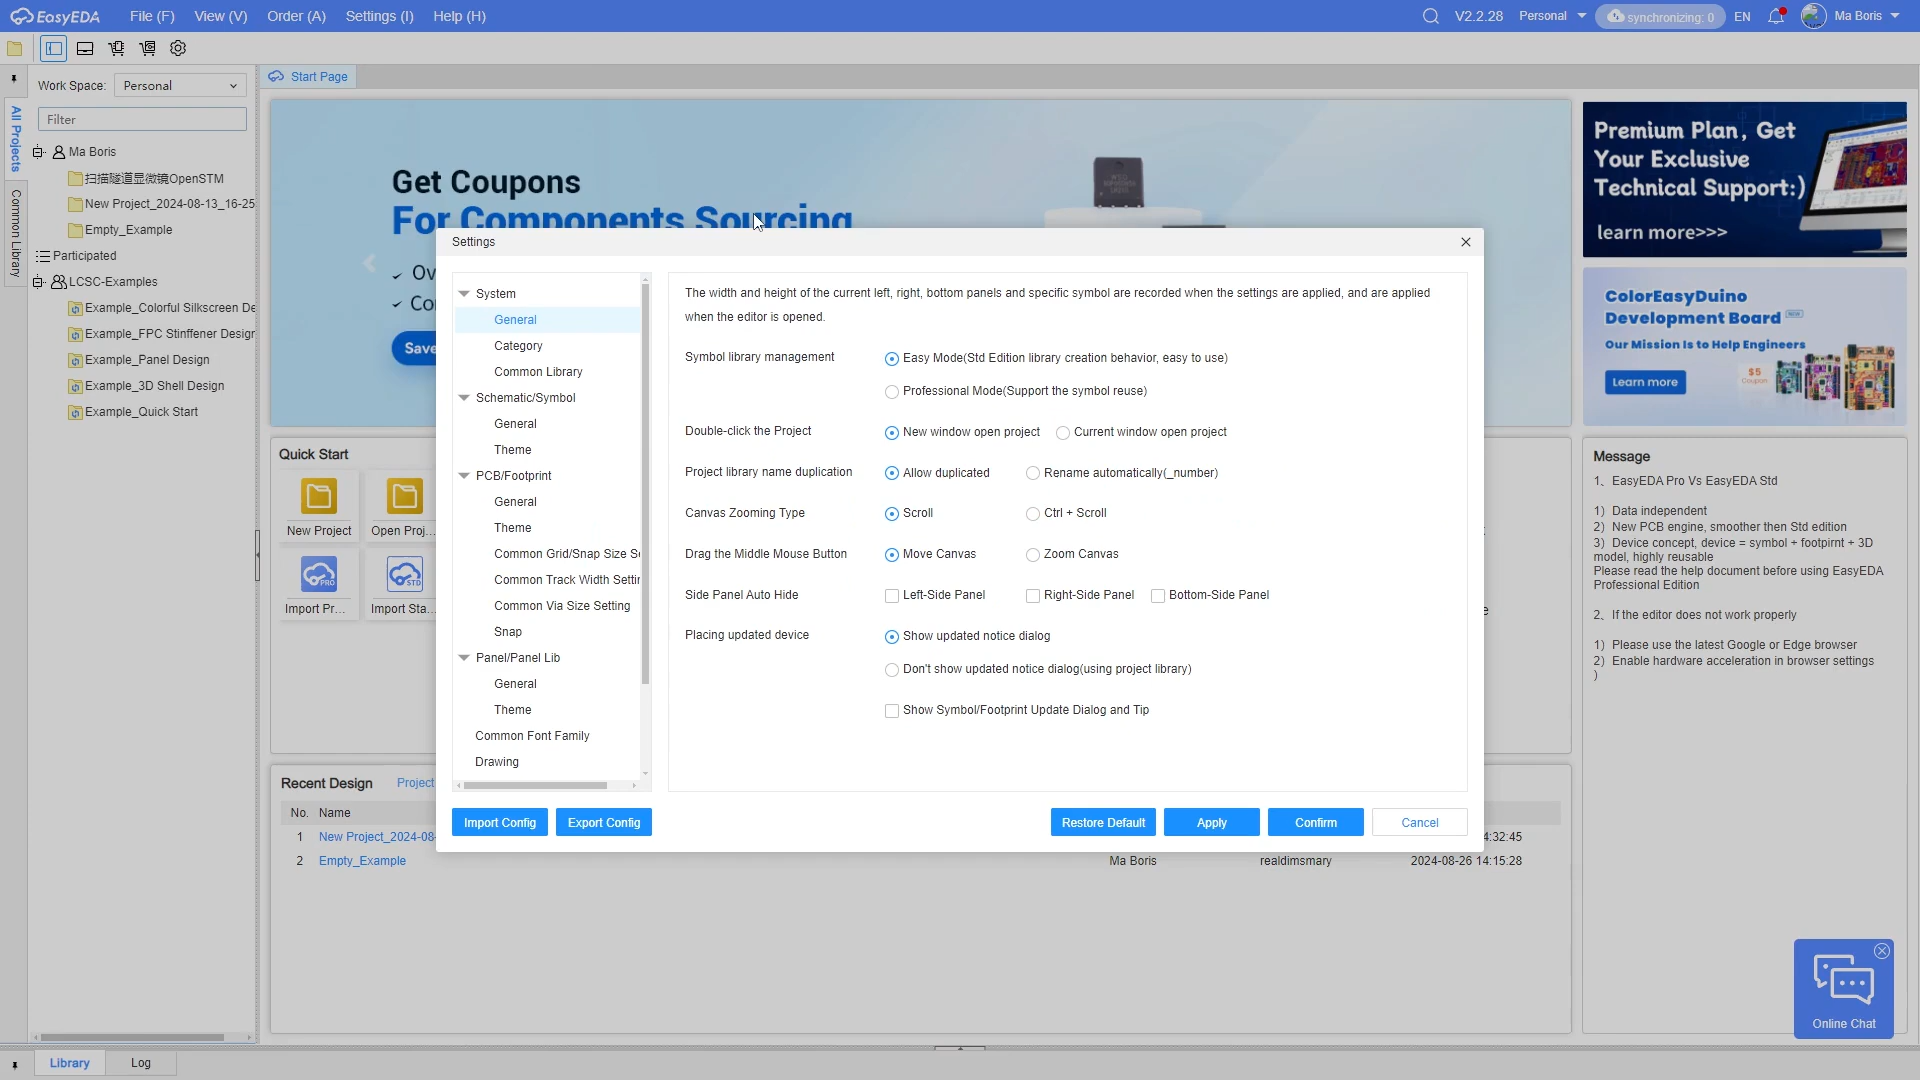 EasyEDA File (F) View (V) Order (A) Settings (I) Help (H) V2.2.28 Personal synchronizing: 0 EN Ma Boris
Work Space: Personal
Filter
All Projects
Common Library
Ma Boris
扫描隧道显微镜OpenSTM
New Project_2024-08-13_16-25
Empty_Example
Participated
LCSC-Examples
Example_Colorful Silkscreen De
Example_FPC Stinffener Design
Example_Panel Design
Example_3D Shell Design
Example_Quick Start
Start Page
Get Coupons
For Components Sourcing
Ov
Co
Save
Quick Start
New Project
Open Proj...
Import Pr...
Import Sta...
Recent Design Project
No. Name
1 New Project_2024-08- 4:32:45
2 Empty_Example Ma Boris realdimsmary 2024-08-26 14:15:28
Settings
System
General
Category
Common Library
Schematic/Symbol
General
Theme
PCB/Footprint
General
Theme
Common Grid/Snap Size Se
Common Track Width Settin
Common Via Size Setting
Snap
Panel/Panel Lib
General
Theme
Common Font Family
Drawing
The width and height of the current left, right, bottom panels and specific symbol are recorded when the settings are applied, and are applied
when the editor is opened.
Symbol library management Easy Mode(Std Edition library creation behavior, easy to use)
Professional Mode(Support the symbol reuse)
Double-click the Project New window open project Current window open project
Project library name duplication Allow duplicated Rename automatically(_number)
Canvas Zooming Type Scroll Ctrl + Scroll
Drag the Middle Mouse Button Move Canvas Zoom Canvas
Side Panel Auto Hide Left-Side Panel Right-Side Panel Bottom-Side Panel
Placing updated device Show updated notice dialog
Don't show updated notice dialog(using project library)
Show Symbol/Footprint Update Dialog and Tip
Import Config Export Config Restore Default Apply Confirm Cancel
Premium Plan, Get
Your Exclusive
Technical Support:)
learn more>>>
ColorEasyDuino
Development Board NEW
Our Mission Is to Help Engineers
$5
Coupon
Learn more
Message
1、EasyEDA Pro Vs EasyEDA Std
1) Data independent
2) New PCB engine, smoother then Std edition
3) Device concept, device = symbol + footpirnt + 3D
model, highly reusable
Please read the help document before using EasyEDA
Professional Edition
2、If the editor does not work properly
1) Please use the latest Google or Edge browser
2) Enable hardware acceleration in browser settings
)
Online Chat
Library Log